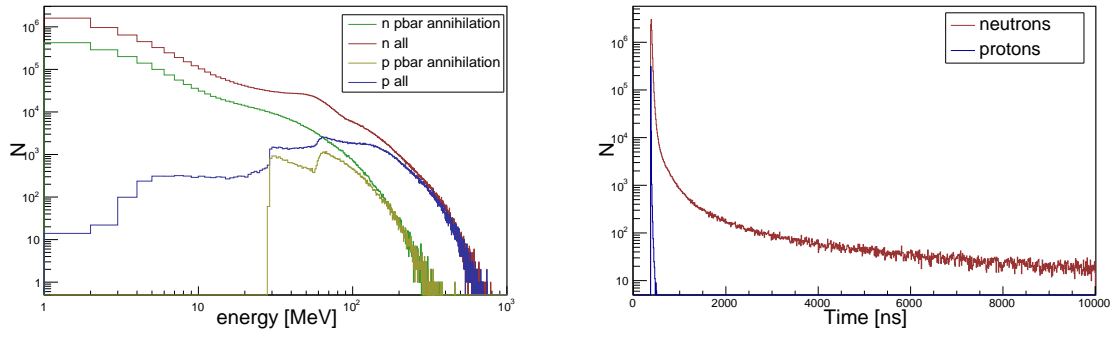 n pbar annihilation
n all
p pbar annihilation
p all
N
10⁶
10⁵
10⁴
10³
10²
10
1
1 10 10² 10³
energy [MeV]
neutrons
protons
N
10⁶
10⁵
10⁴
10³
10²
10
0 2000 4000 6000 8000 10000
Time [ns]